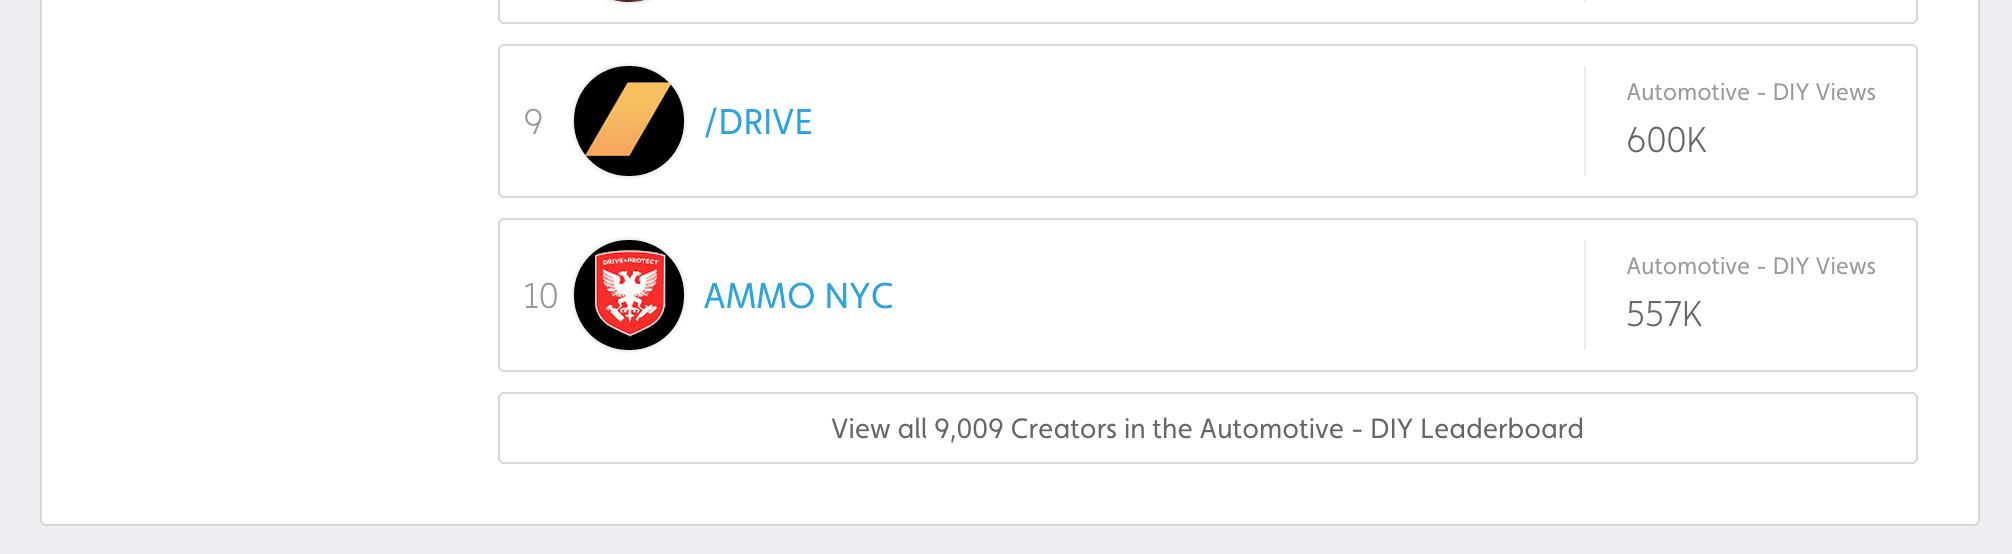 9
/DRIVE
Automotive - DIY Views
600K
10
DRIVE+PROTECT
AMMO NYC
Automotive - DIY Views
557K
View all 9,009 Creators in the Automotive - DIY Leaderboard